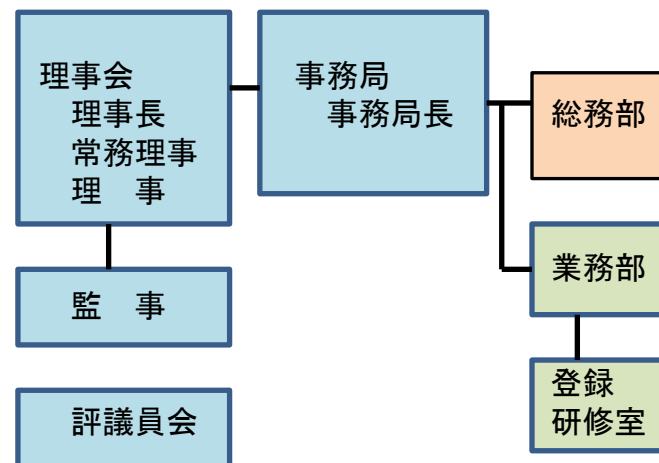 理事会
理事長
常務理事
理　事
事務局
事務局長
総務部
業務部
監　事
登録
研修室
評議員会